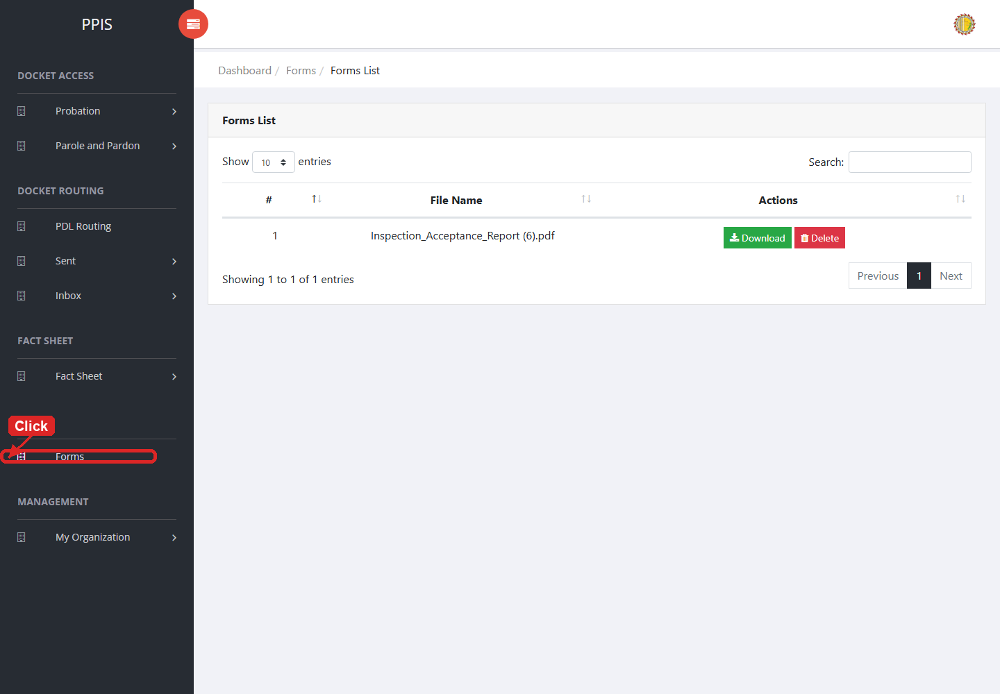 PPIS
DOCKET ACCESS
Probation
Parole and Pardon
DOCKET ROUTING
PDL Routing
Sent
Inbox
FACT SHEET
Fact Sheet
Click
Forms
MANAGEMENT
My Organization
Dashboard / Forms / Forms List
Forms List
Show 10 entries
Search:
# File Name Actions
1 Inspection_Acceptance_Report (6).pdf Download Delete
Showing 1 to 1 of 1 entries
Previous 1 Next